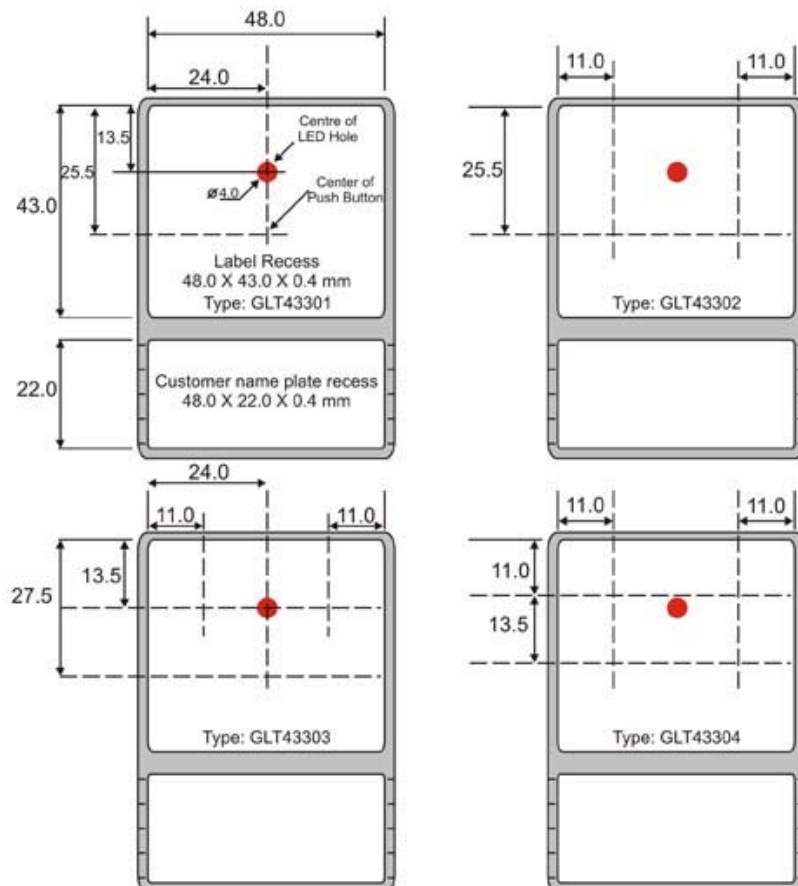 48.0
24.0
13.5
25.5
43.0
Centre of
LED Hole
ø4.0
Center of
Push Button
Label Recess
48.0 X 43.0 X 0.4 mm
Type: GLT43301
22.0
Customer name plate recess
48.0 X 22.0 X 0.4 mm
11.0
11.0
25.5
Type: GLT43302
24.0
11.0
11.0
13.5
27.5
Type: GLT43303
11.0
11.0
11.0
13.5
Type: GLT43304